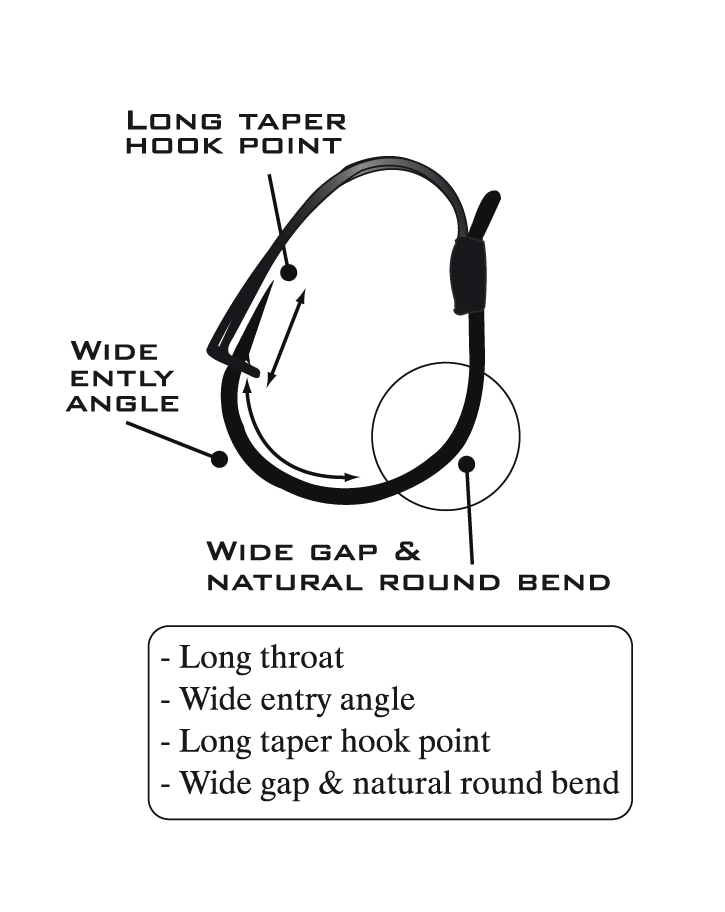 LONG TAPER
HOOK POINT
WIDE
ENTLY
ANGLE
WIDE GAP &
NATURAL ROUND BEND
- Long throat
- Wide entry angle
- Long taper hook point
- Wide gap & natural round bend